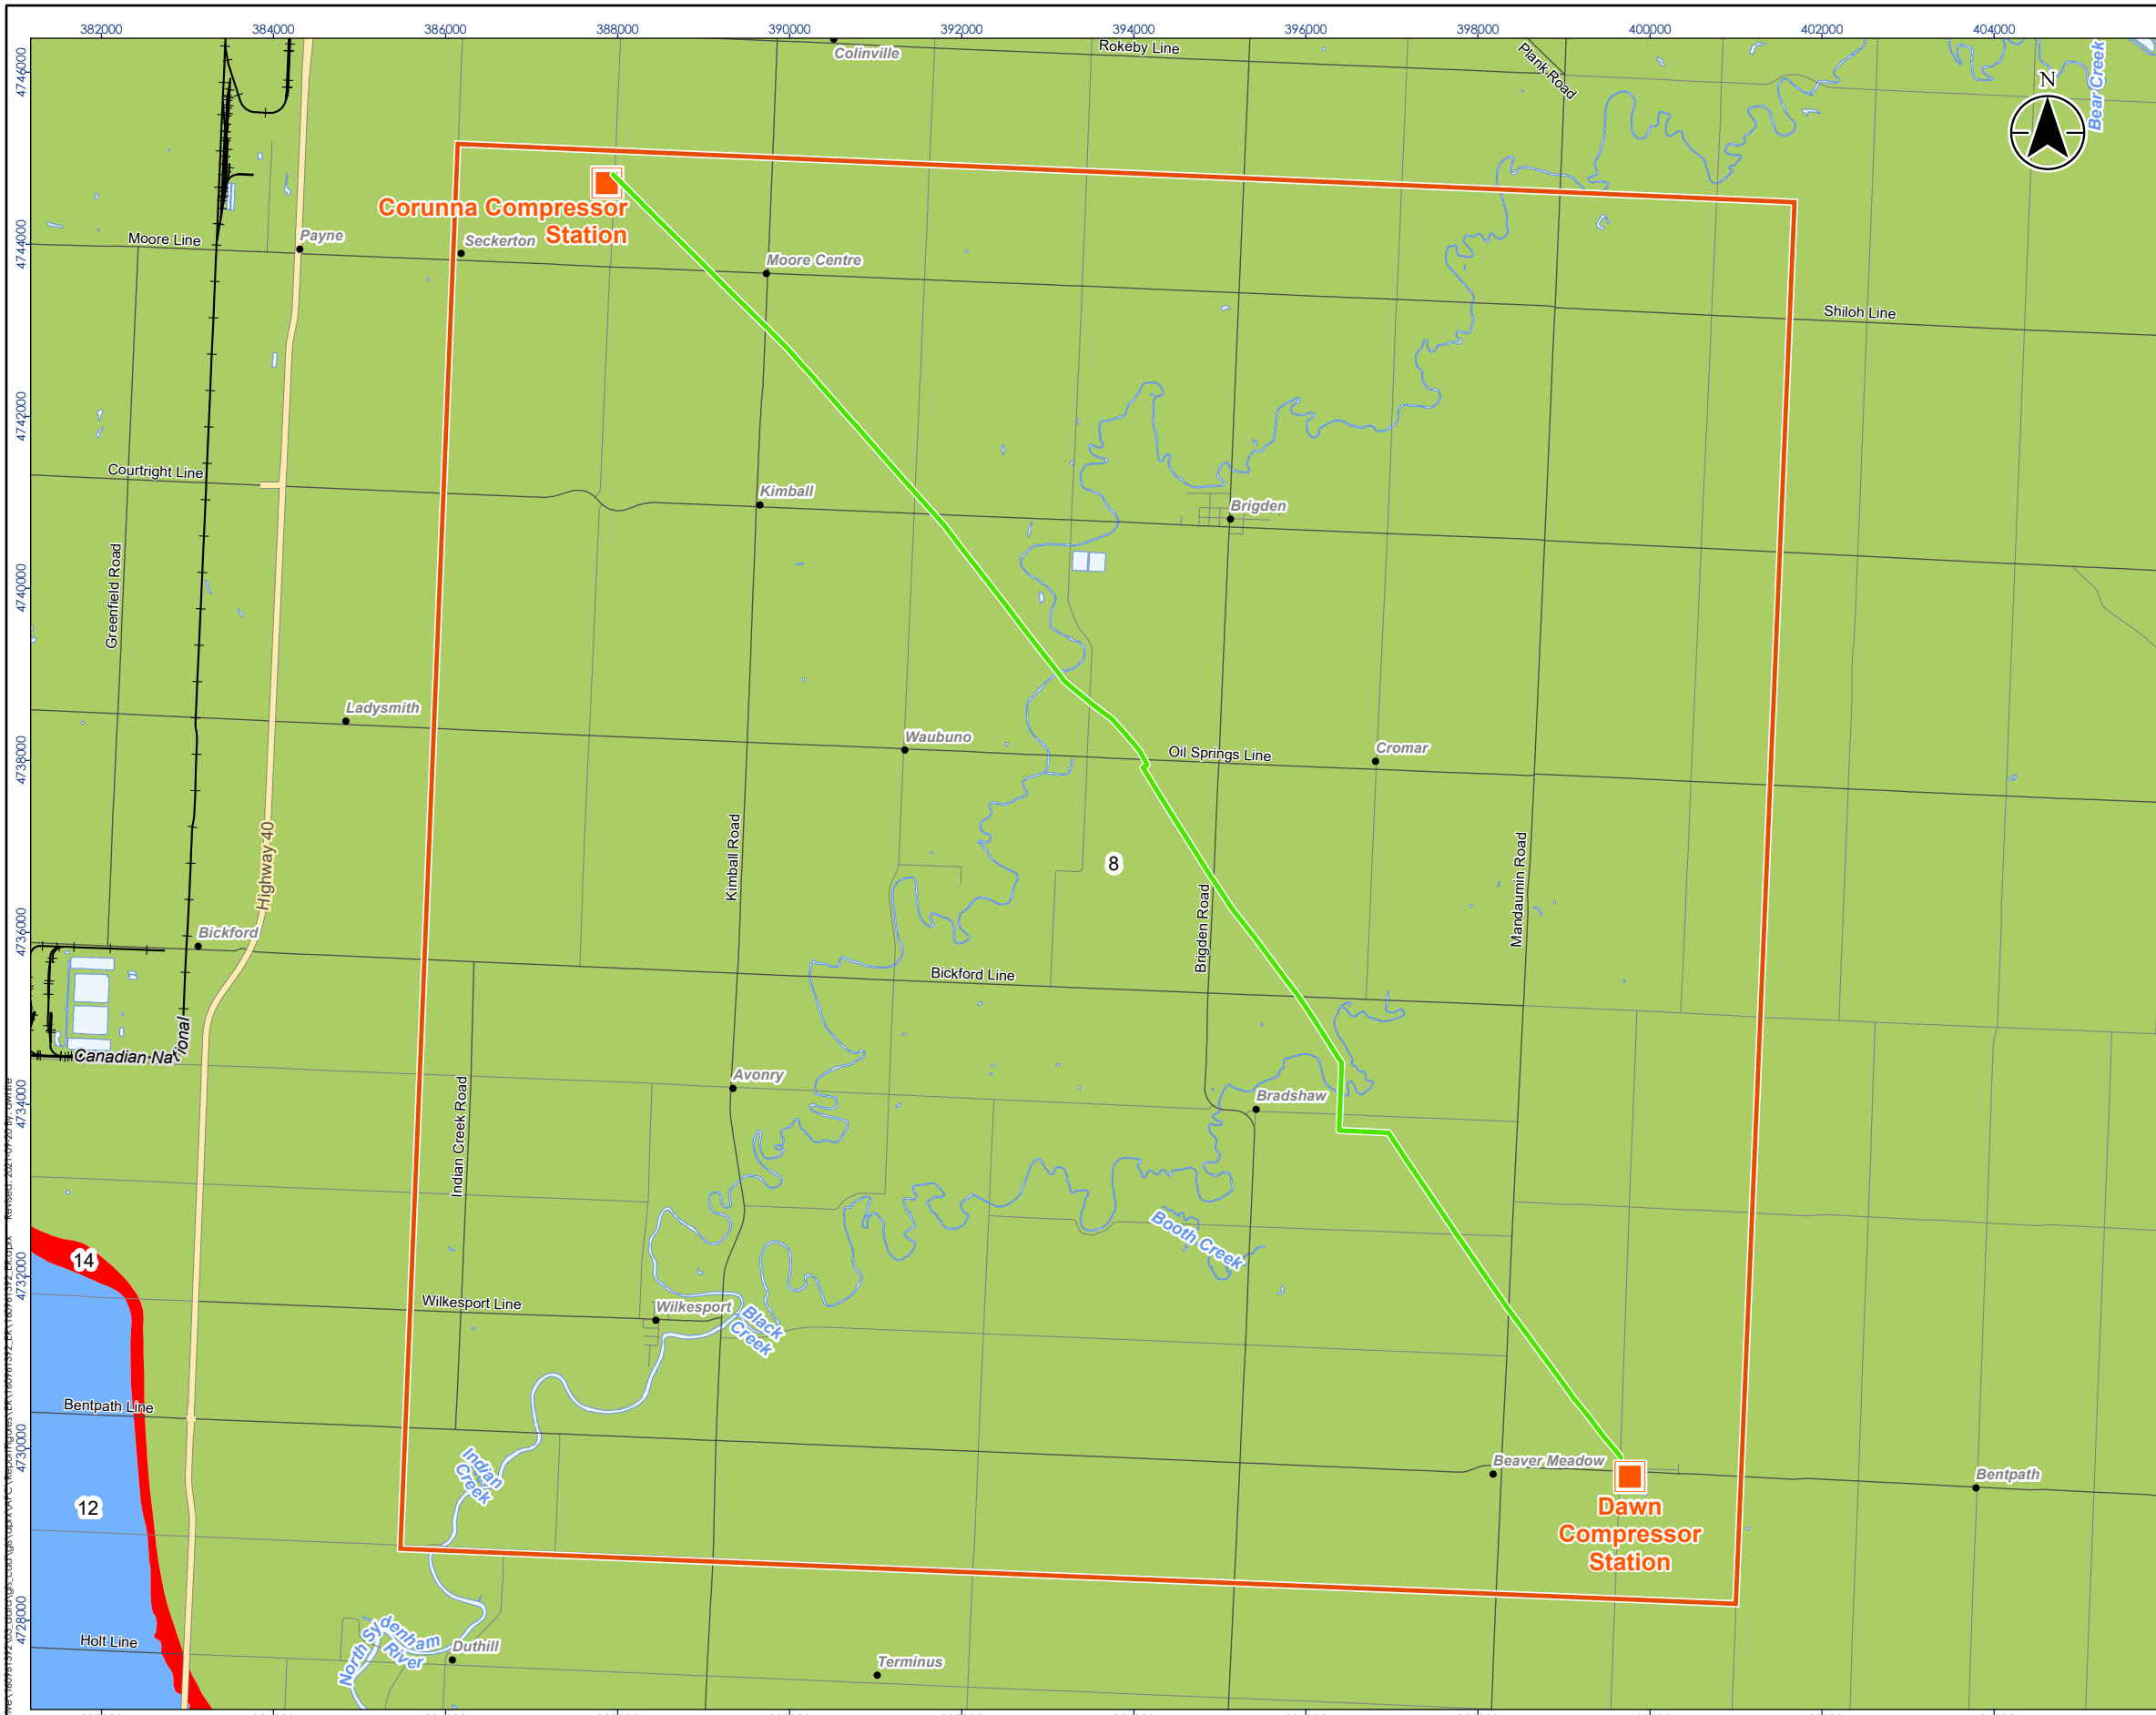 382000
384000
386000
388000
390000
392000
394000
396000
398000
400000
402000
404000
Colinville
Rokeby Line
Plank Road
Bear Creek
N
4746000
4744000
4742000
4740000
4738000
4736000
4734000
4732000
4730000
4728000
Corunna Compressor
Station
Moore Line
Payne
Seckerton
Moore Centre
Shiloh Line
Courtright Line
Kimball
Brigden
Greenfield Road
Ladysmith
Waubuno
Oil Springs Line
Cromar
Highway 40
Kimball Road
8
Brigden Road
Mandaumin Road
Bickford
Bickford Line
Canadian National
Avonry
Bradshaw
Indian Creek Road
Booth Creek
14
Wilkesport Line
Wilkesport
Black
Creek
Bentpath Line
Indian
Creek
Beaver Meadow
Bentpath
12
Dawn
Compressor
Station
Holt Line
North Sydenham
River
Duthill
Terminus
Revised: 2021-09-20 By: